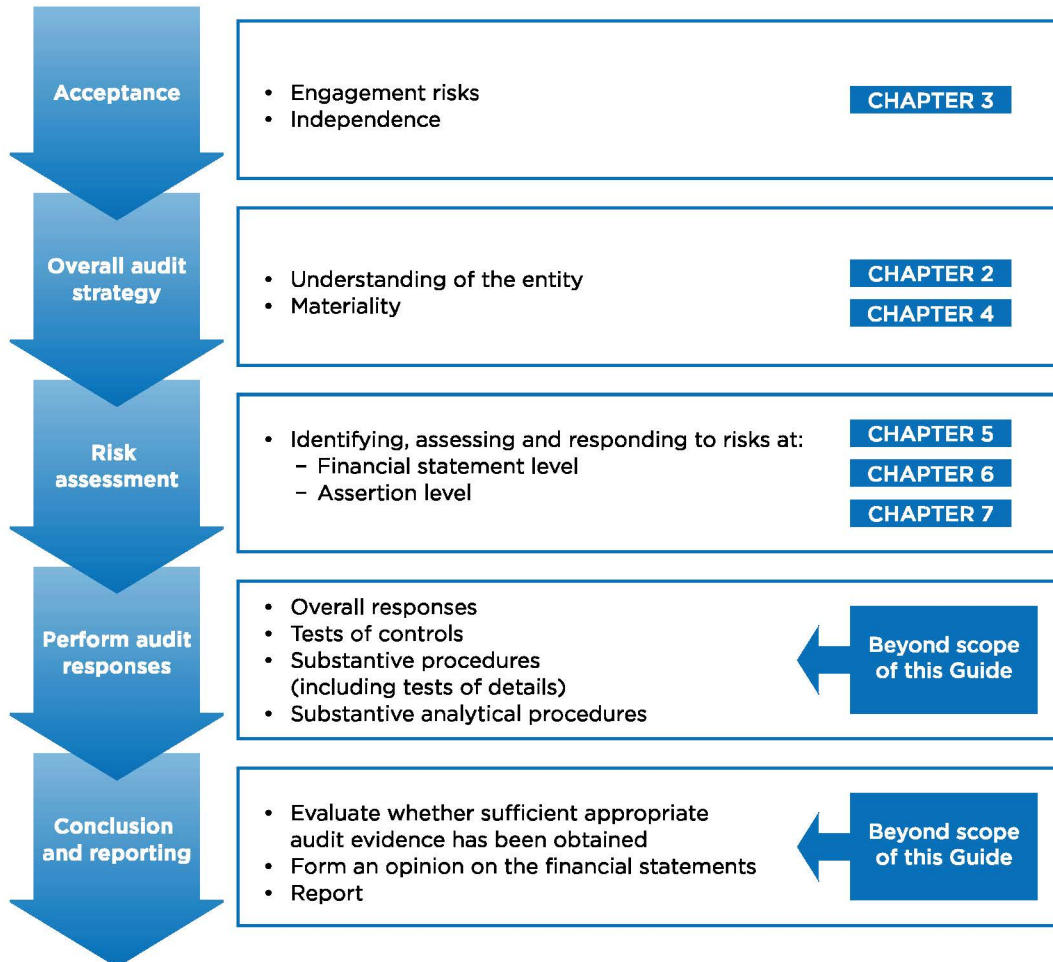 Acceptance
• Engagement risks
• Independence
CHAPTER 3
Overall audit
strategy
• Understanding of the entity
• Materiality
CHAPTER 2
CHAPTER 4
Risk
assessment
• Identifying, assessing and responding to risks at:
– Financial statement level
– Assertion level
CHAPTER 5
CHAPTER 6
CHAPTER 7
Perform audit
responses
• Overall responses
• Tests of controls
• Substantive procedures
(including tests of details)
• Substantive analytical procedures
Beyond scope
of this Guide
Conclusion
and reporting
• Evaluate whether sufficient appropriate
audit evidence has been obtained
• Form an opinion on the financial statements
• Report
Beyond scope
of this Guide